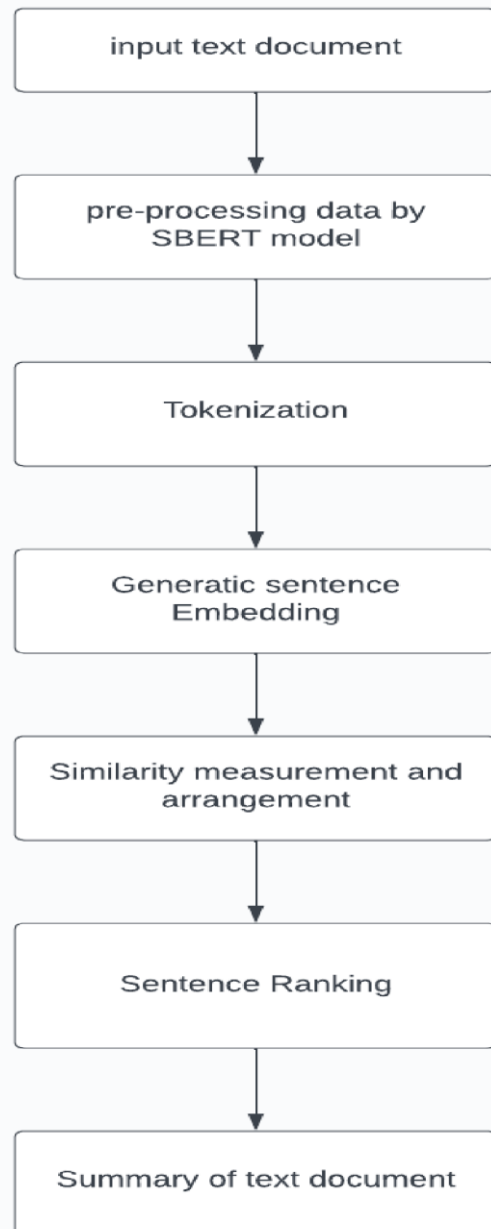 input text document
pre-processing data by
SBERT model
Tokenization
Generatic sentence
Embedding
Similarity measurement and
arrangement
Sentence Ranking
Summary of text document